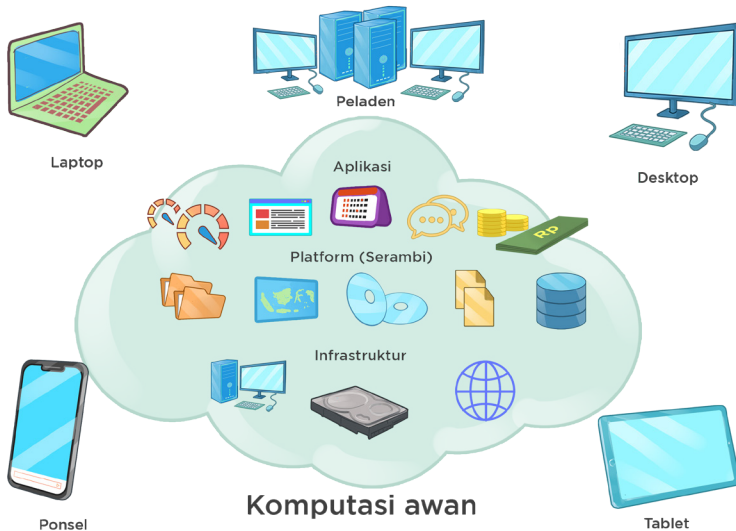 Peladen
Laptop
Desktop
Aplikasi
Rp
Platform (Serambi)
Infrastruktur
Komputasi awan
Ponsel
Tablet